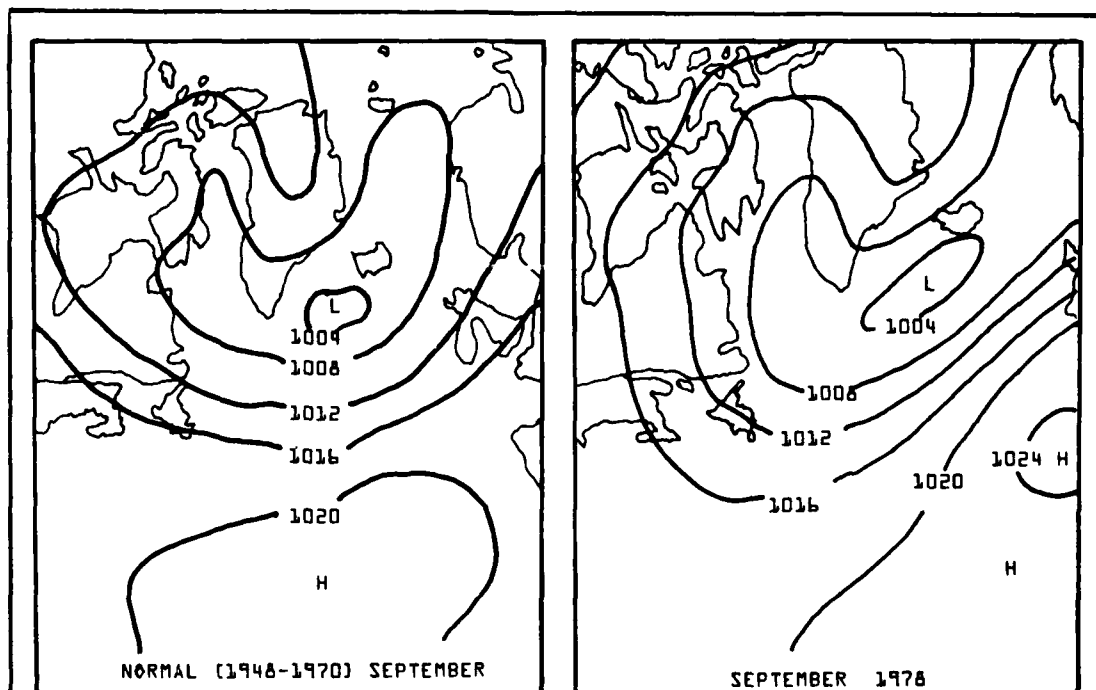 L
1004
1008
1012
1016
1020
H
NORMAL (1948-1970) SEPTEMBER
L
1004
1008
1012
1024 H
1020
1016
H
SEPTEMBER 1978